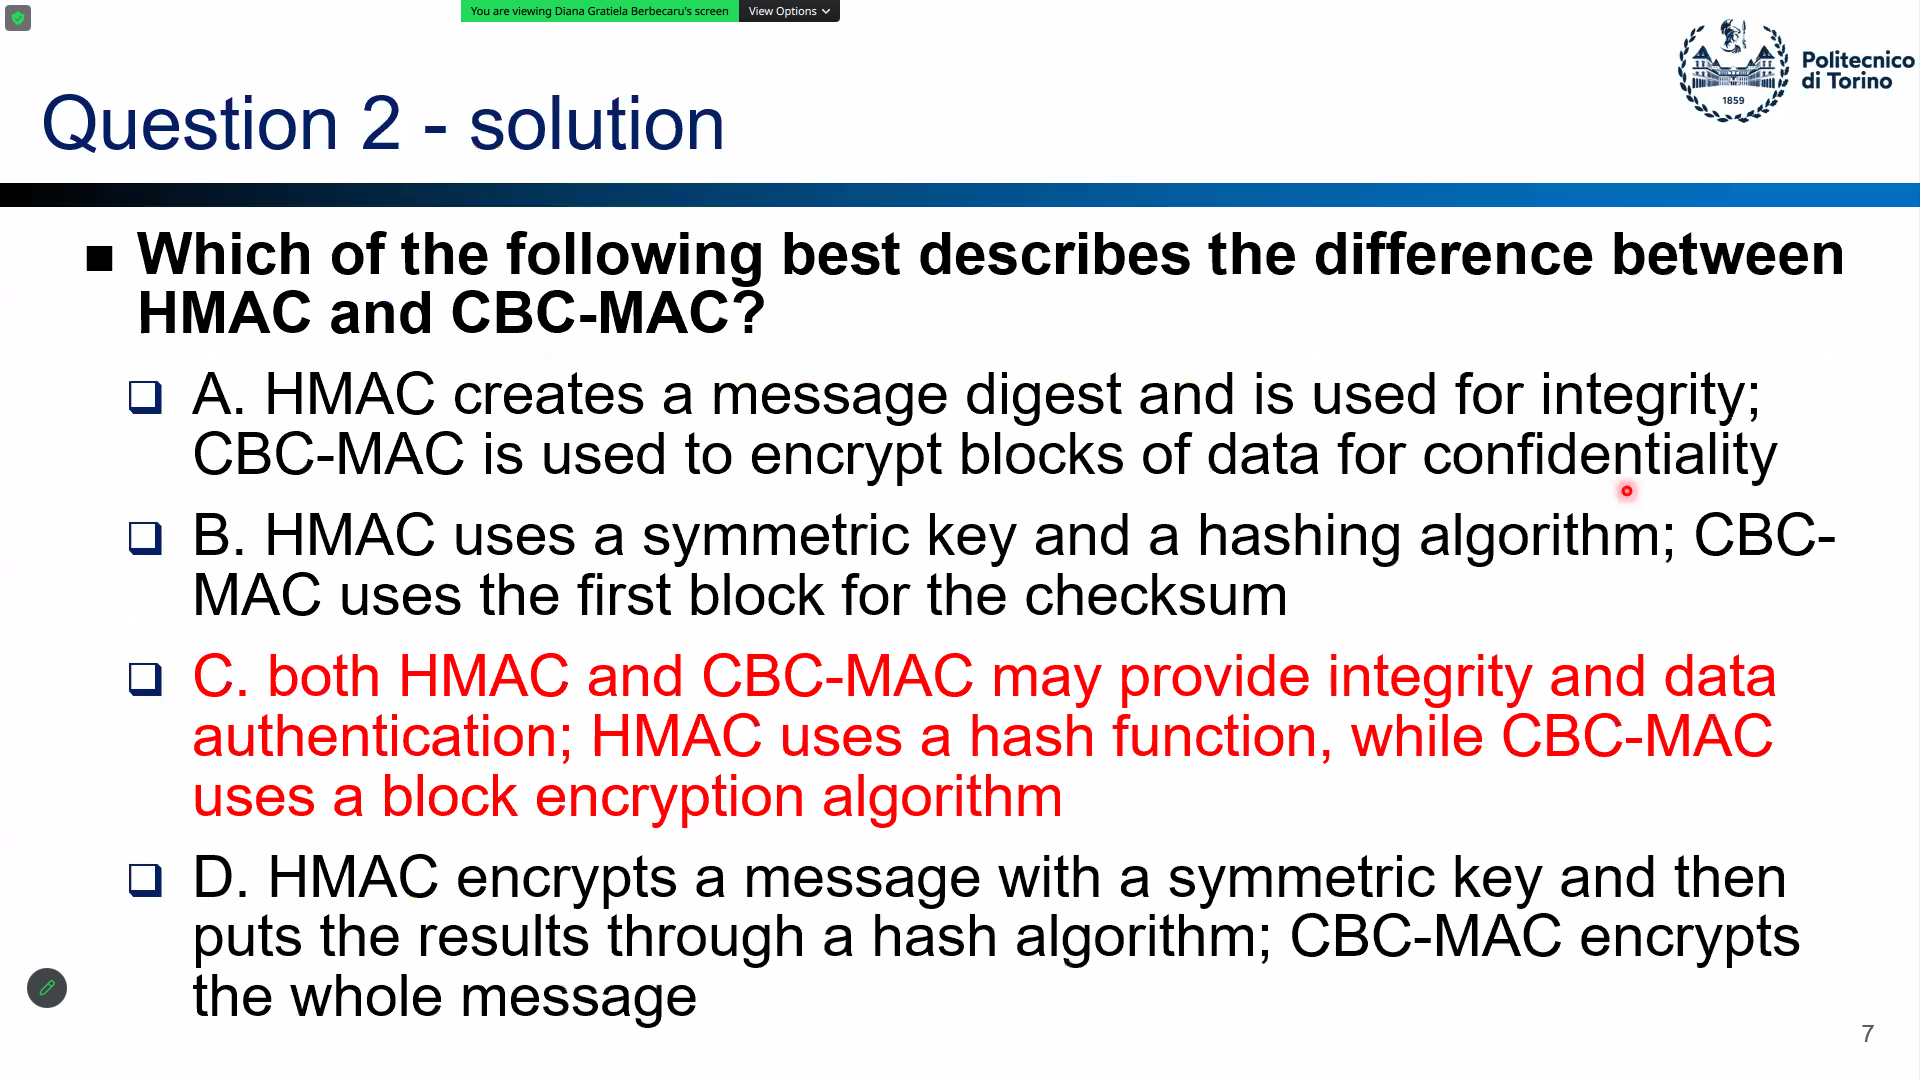 You are viewing Diana Gratiela Berbecaru's screen
View Options
Politecnico
di Torino
1859
Question 2 - solution
Which of the following best describes the difference between
HMAC and CBC-MAC?
A. HMAC creates a message digest and is used for integrity;
CBC-MAC is used to encrypt blocks of data for confidentiality
B. HMAC uses a symmetric key and a hashing algorithm; CBC-
MAC uses the first block for the checksum
C. both HMAC and CBC-MAC may provide integrity and data
authentication; HMAC uses a hash function, while CBC-MAC
uses a block encryption algorithm
D. HMAC encrypts a message with a symmetric key and then
puts the results through a hash algorithm; CBC-MAC encrypts
the whole message
7